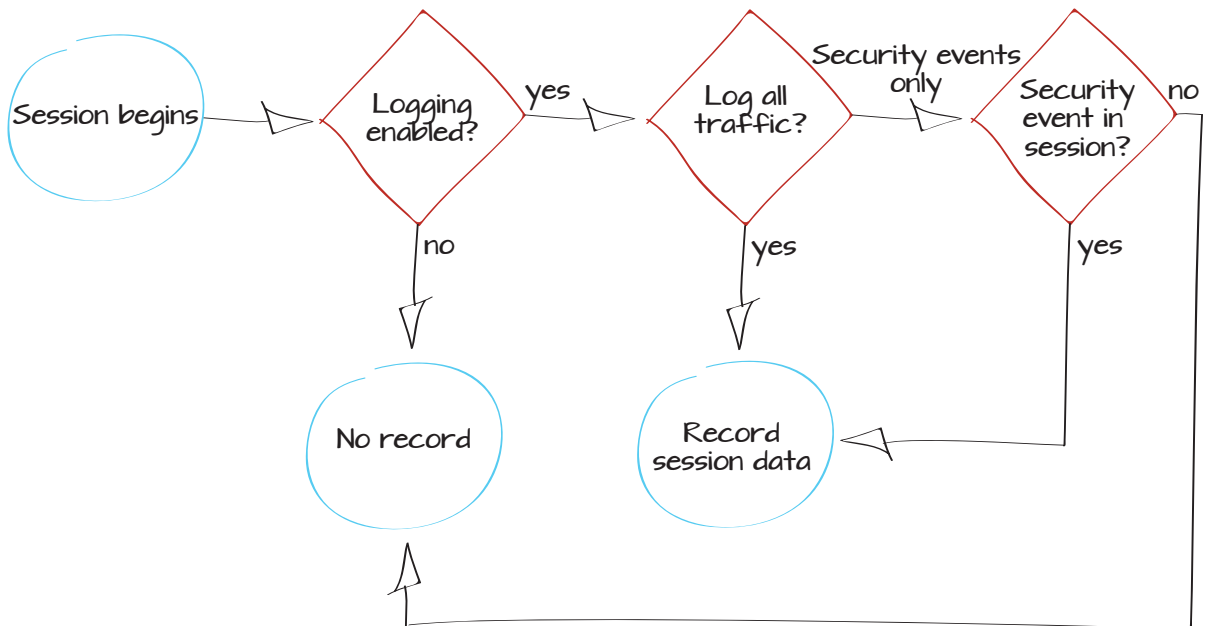 Session begins
Logging
enabled?
yes
no
Log all
traffic?
Security events
only
yes
Security
event in
session?
no
yes
No record
Record
session data